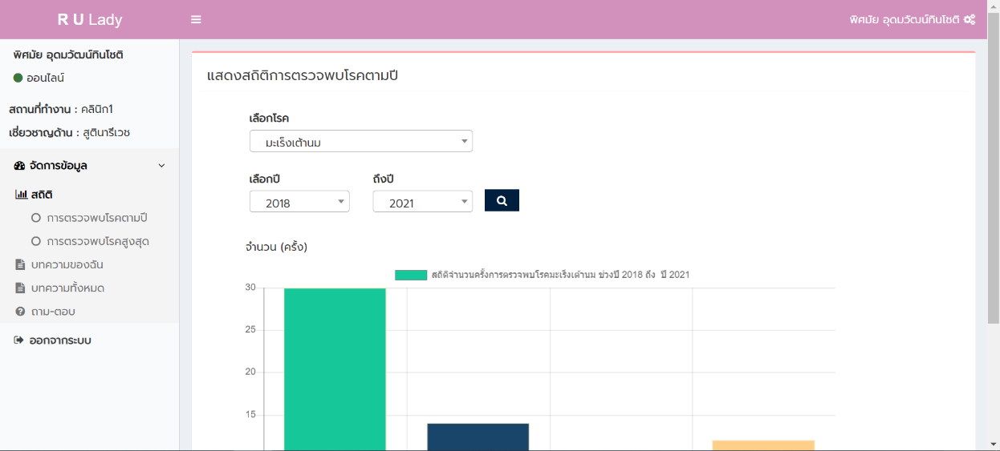 R U Lady
พิศมัย อุดมวัฒน์ทินโชติ
พิศมัย อุดมวัฒน์ทินโชติ
ออนไลน์
สถานที่ทำงาน : คลินิก1
เชี่ยวชาญด้าน : สูตินารีเวช
จัดการข้อมูล
สถิติ
การตรวจพบโรคตามปี
การตรวจพบโรคสูงสุด
บทความของฉัน
บทความทั้งหมด
ถาม-ตอบ
ออกจากระบบ
แสดงสถิติการตรวจพบโรคตามปี
เลือกโรค
มะเร็งเต้านม
เลือกปี ถึงปี
2018 2021
จำนวน (ครั้ง)
สถิติจำนวนครั้งการตรวจพบโรคมะเร็งเต้านม ช่วงปี 2018 ถึง ปี 2021
30
25
20
15